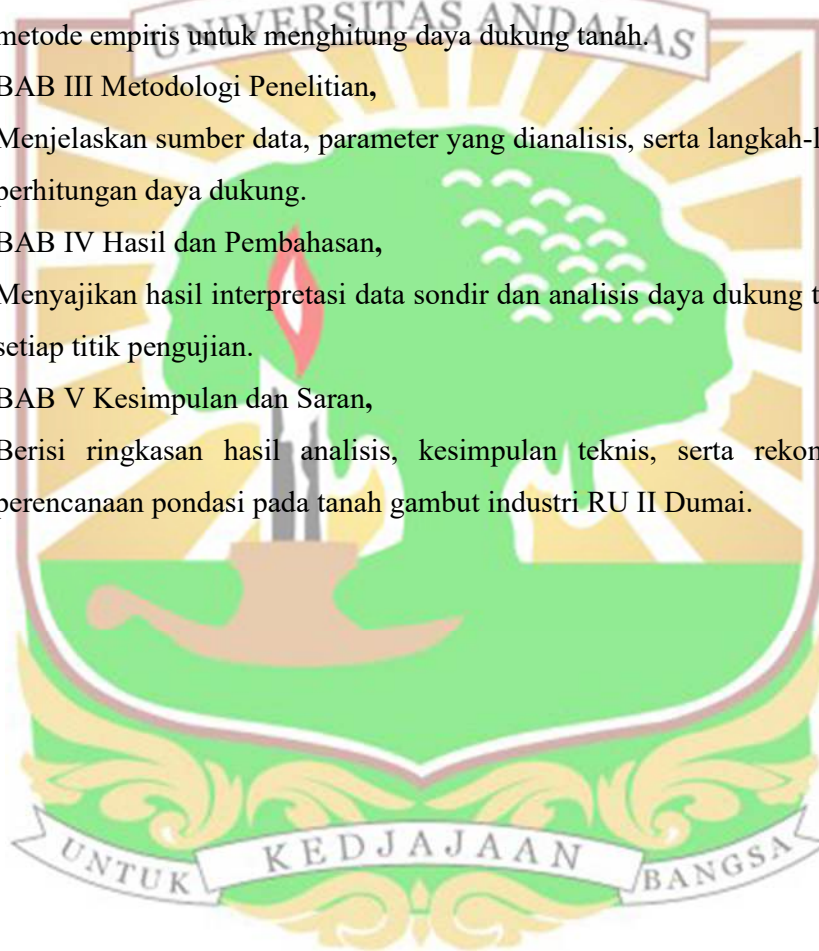 UNIVERSITAS ANDALAS
metode empiris untuk menghitung daya dukung tanah.
BAB III Metodologi Penelitian,
Menjelaskan sumber data, parameter yang dianalisis, serta langkah-l
perhitungan daya dukung.
BAB IV Hasil dan Pembahasan,
Menyajikan hasil interpretasi data sondir dan analisis daya dukung t
setiap titik pengujian.
BAB V Kesimpulan dan Saran,
Berisi ringkasan hasil analisis, kesimpulan teknis, serta rekon
perencanaan pondasi pada tanah gambut industri RU II Dumai.
UNTUK KEDJAJAAN BANGSA